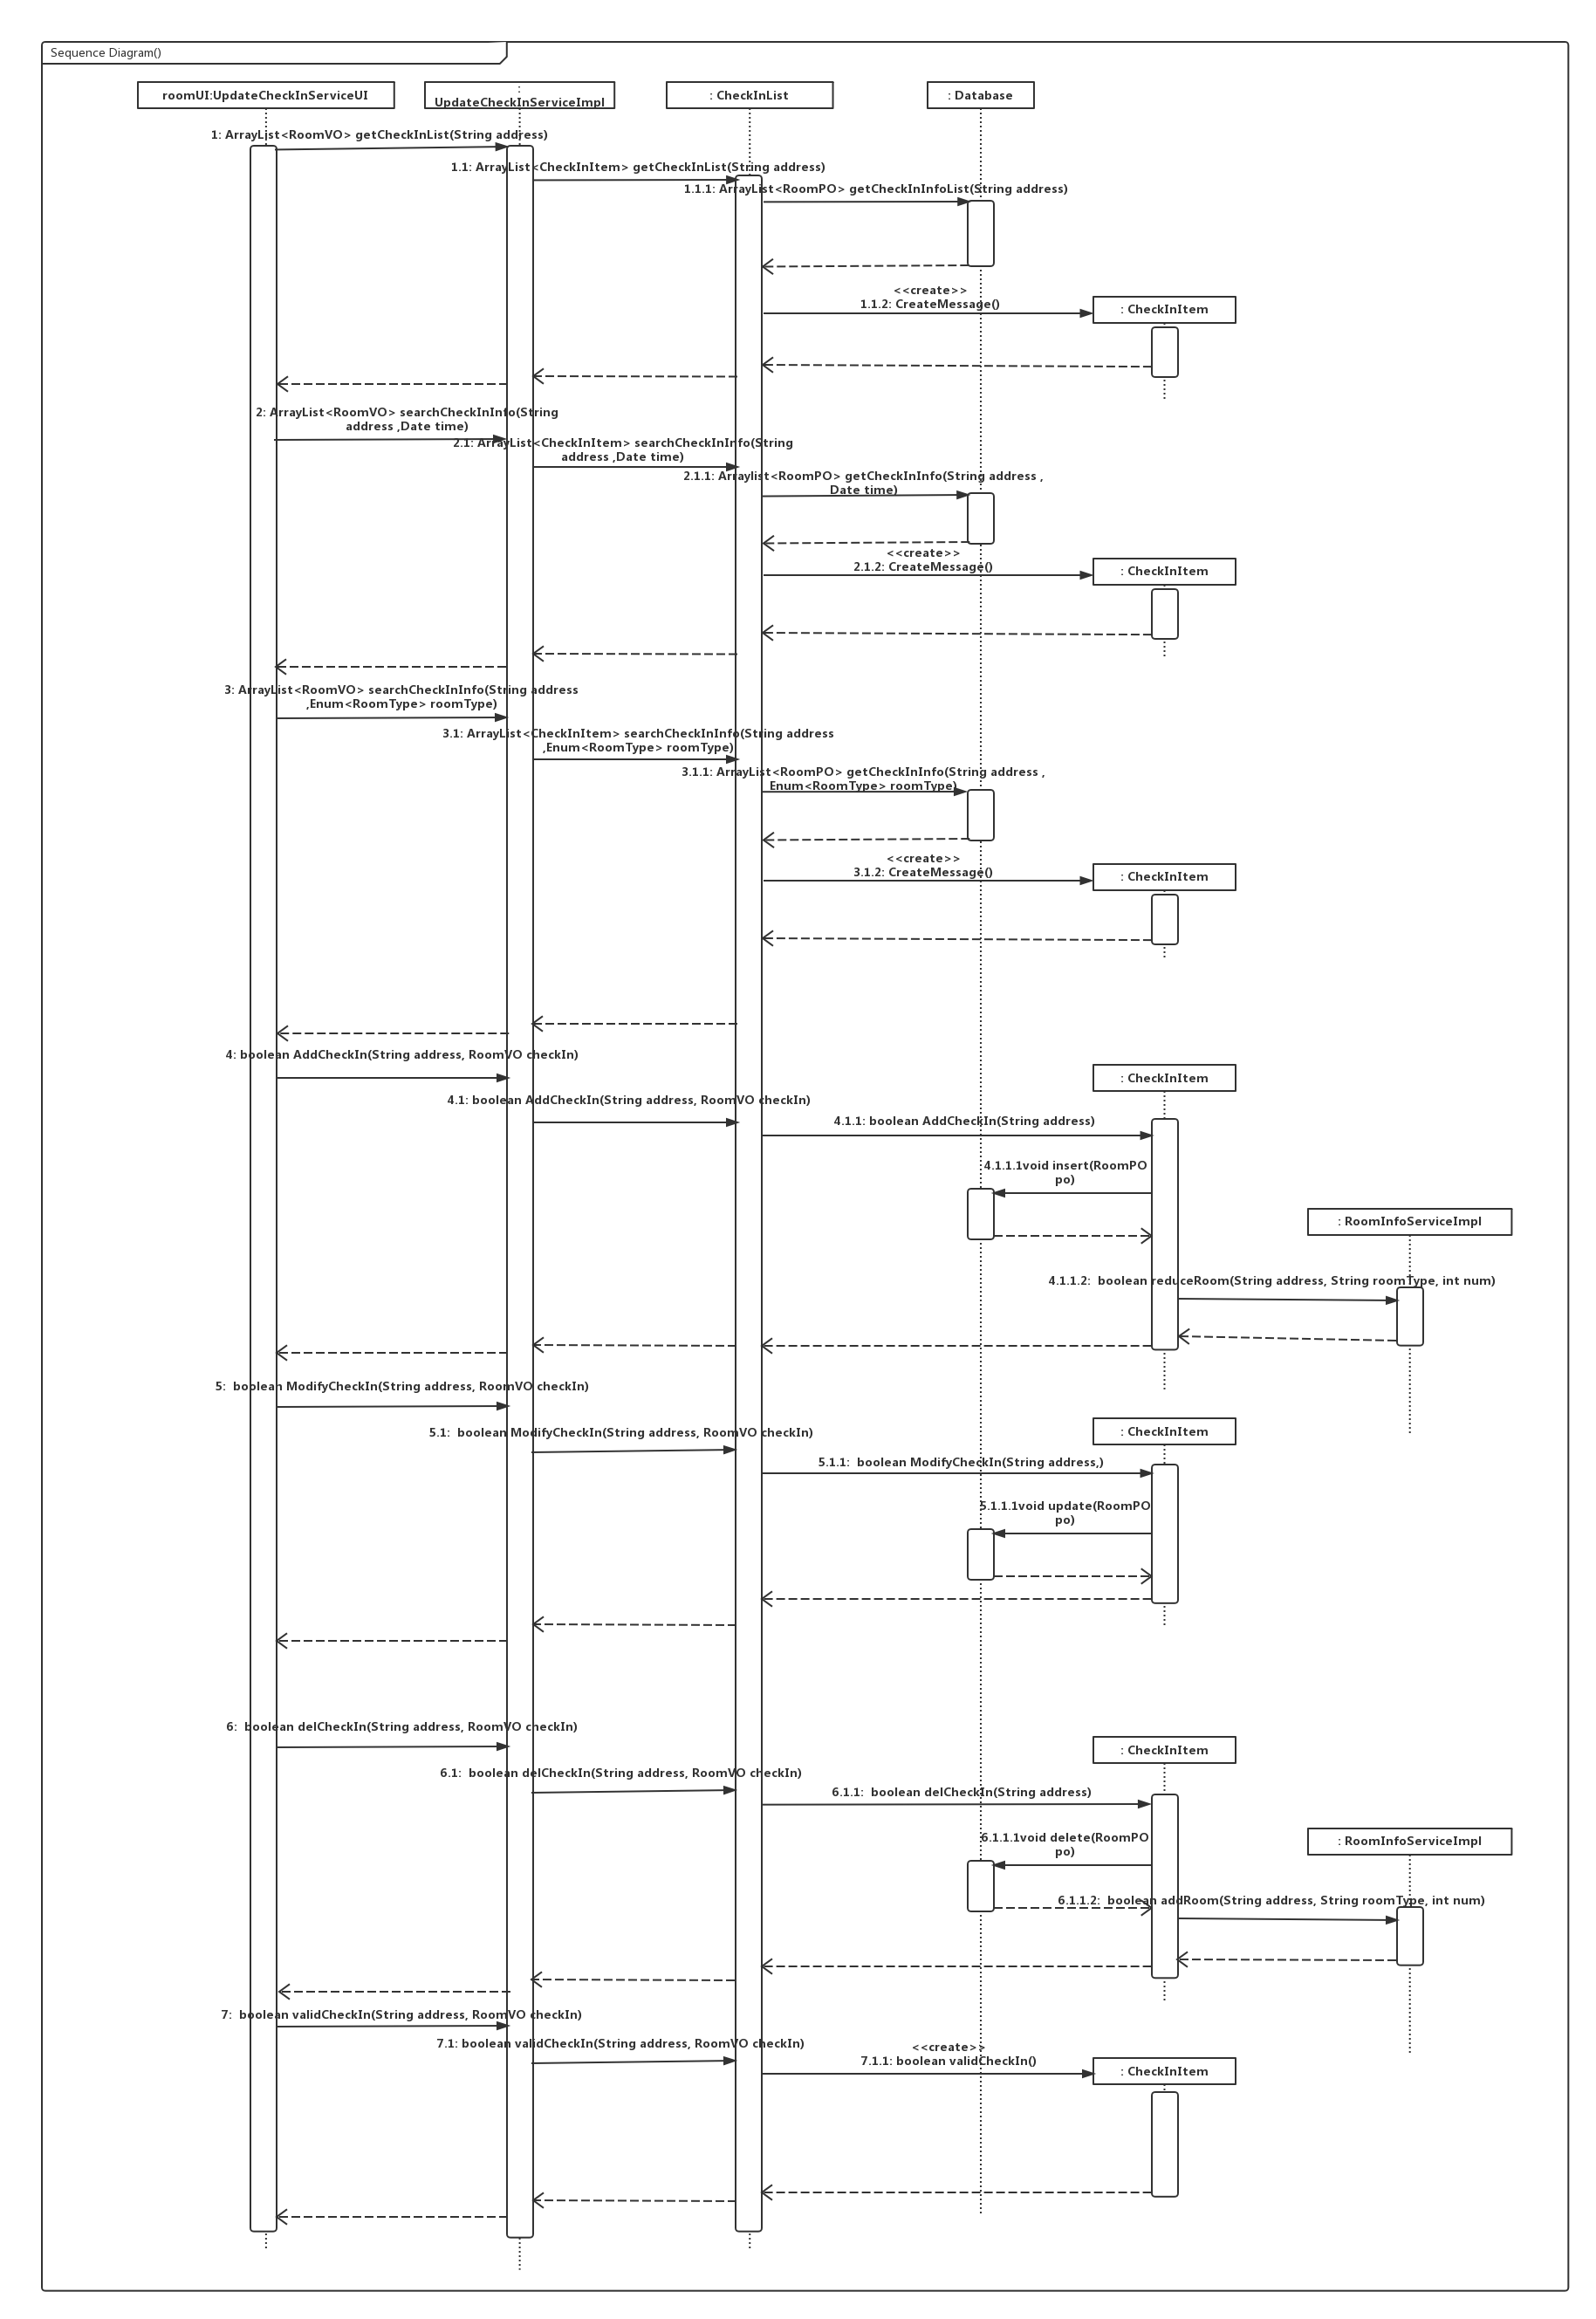 Sequence Diagram()
roomUI:UpdateCheckInServiceUI
UpdateCheckInServiceImpl
: CheckInList
: Database
1: ArrayList<RoomVO> getCheckInList(String address)
1.1: ArrayList<CheckInItem> getCheckInList(String address)
1.1.1: ArrayList<RoomPO> getCheckInInfoList(String address)
<<create>>
1.1.2: CreateMessage()
: CheckInItem
2: ArrayList<RoomVO> searchCheckInInfo(String
address ,Date time)
2.1: ArrayList<CheckInItem> searchCheckInInfo(String
address ,Date time)
2.1.1: Arraylist<RoomPO> getCheckInInfo(String address ,
Date time)
<<create>>
2.1.2: CreateMessage()
: CheckInItem
3: ArrayList<RoomVO> searchCheckInInfo(String address
,Enum<RoomType> roomType)
3.1: ArrayList<CheckInItem> searchCheckInInfo(String address
,Enum<RoomType> roomType)
3.1.1: ArrayList<RoomPO> getCheckInInfo(String address ,
Enum<RoomType> roomType)
<<create>>
3.1.2: CreateMessage()
: CheckInItem
4: boolean AddCheckIn(String address, RoomVO checkIn)
: CheckInItem
4.1: boolean AddCheckIn(String address, RoomVO checkIn)
4.1.1: boolean AddCheckIn(String address)
4.1.1.1void insert(RoomPO
po)
: RoomInfoServiceImpl
4.1.1.2:  boolean reduceRoom(String address, String roomType, int num)
5:  boolean ModifyCheckIn(String address, RoomVO checkIn)
: CheckInItem
5.1:  boolean ModifyCheckIn(String address, RoomVO checkIn)
5.1.1:  boolean ModifyCheckIn(String address,)
5.1.1.1void update(RoomPO
po)
6:  boolean delCheckIn(String address, RoomVO checkIn)
: CheckInItem
6.1:  boolean delCheckIn(String address, RoomVO checkIn)
6.1.1:  boolean delCheckIn(String address)
6.1.1.1void delete(RoomPO
po)
: RoomInfoServiceImpl
6.1.1.2:  boolean addRoom(String address, String roomType, int num)
7:  boolean validCheckIn(String address, RoomVO checkIn)
7.1: boolean validCheckIn(String address, RoomVO checkIn)
<<create>>
7.1.1: boolean validCheckIn()
: CheckInItem